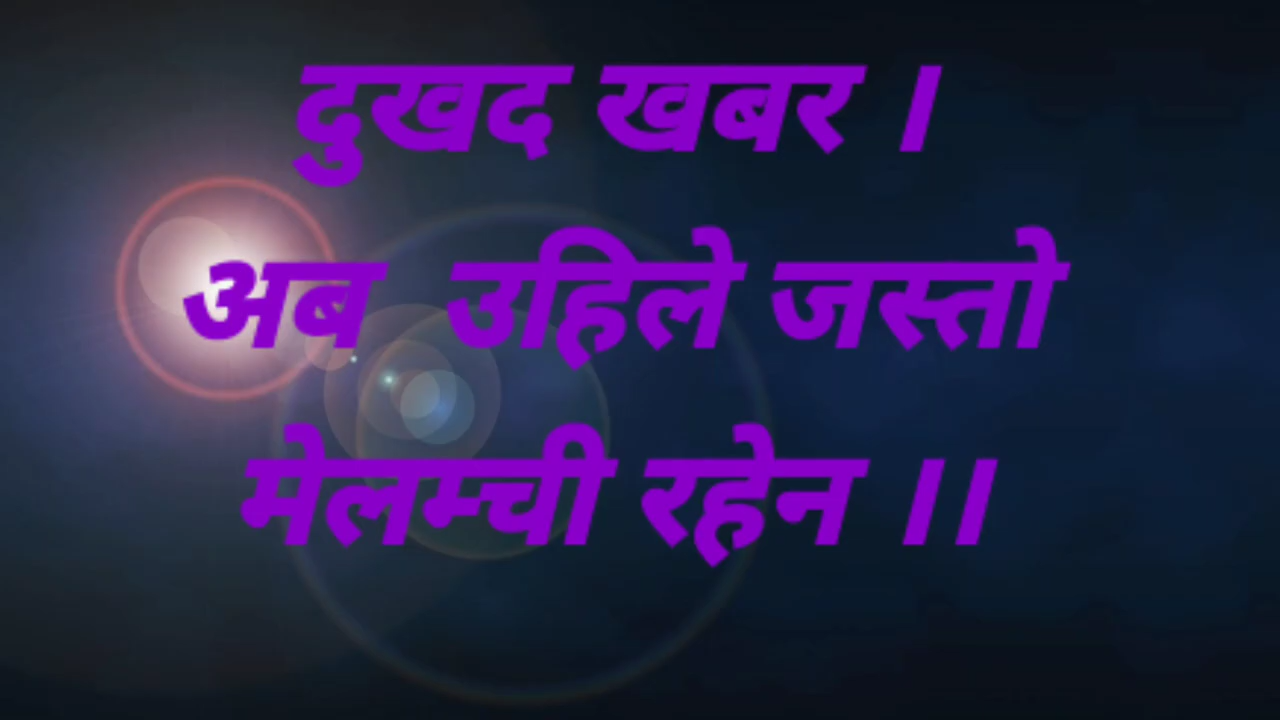 दुखद खबर ।
अब उहिले जस्तो
मेलम्ची रहेन ।।